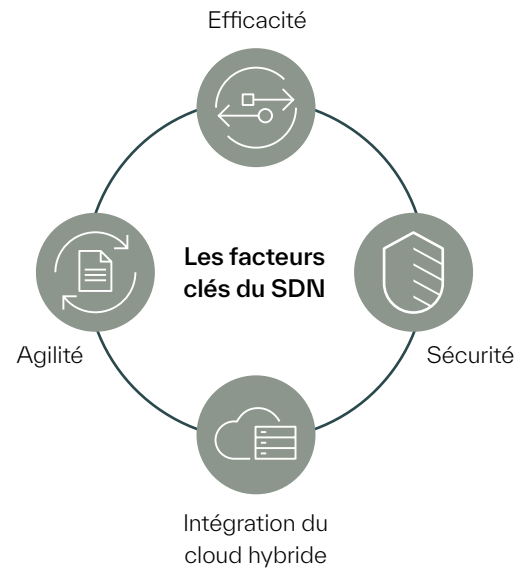 Efficacité
Les facteurs
clés du SDN
Agilité
Sécurité
Intégration du
cloud hybride